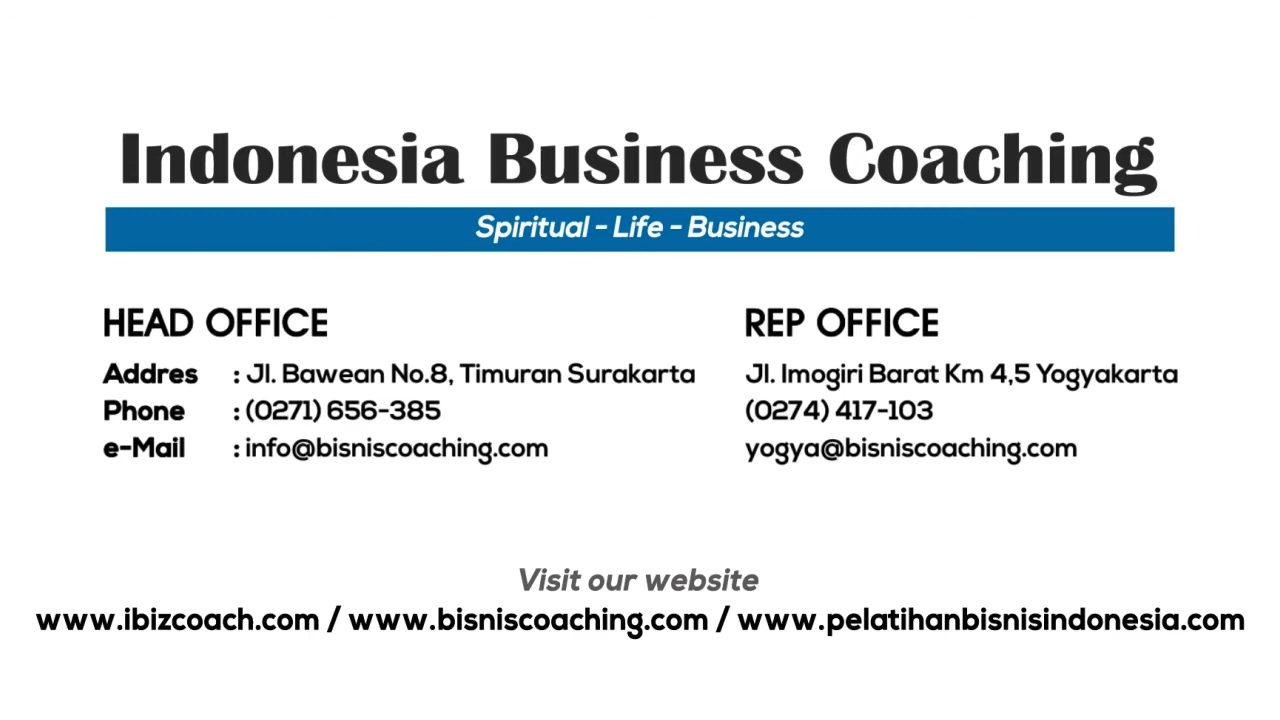 Indonesia Business Coaching
Spiritual - Life - Business
HEAD OFFICE
Addres : Jl. Bawean No.8, Timuran Surakarta
Phone : (0271) 656-385
e-Mail : info@bisniscoaching.com
REP OFFICE
Jl. Imogiri Barat Km 4,5 Yogyakarta
(0274) 417-103
yogya@bisniscoaching.com
Visit our website
www.ibizcoach.com / www.bisniscoaching.com / www.pelatihanbisnisindonesia.com